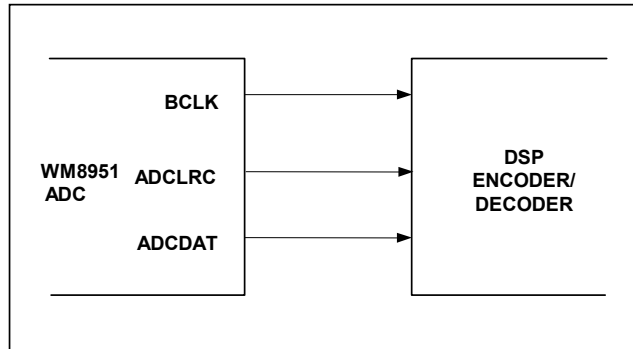 BCLK
WM8951
ADC
ADCLRC
ADCDAT
DSP
ENCODER/
DECODER